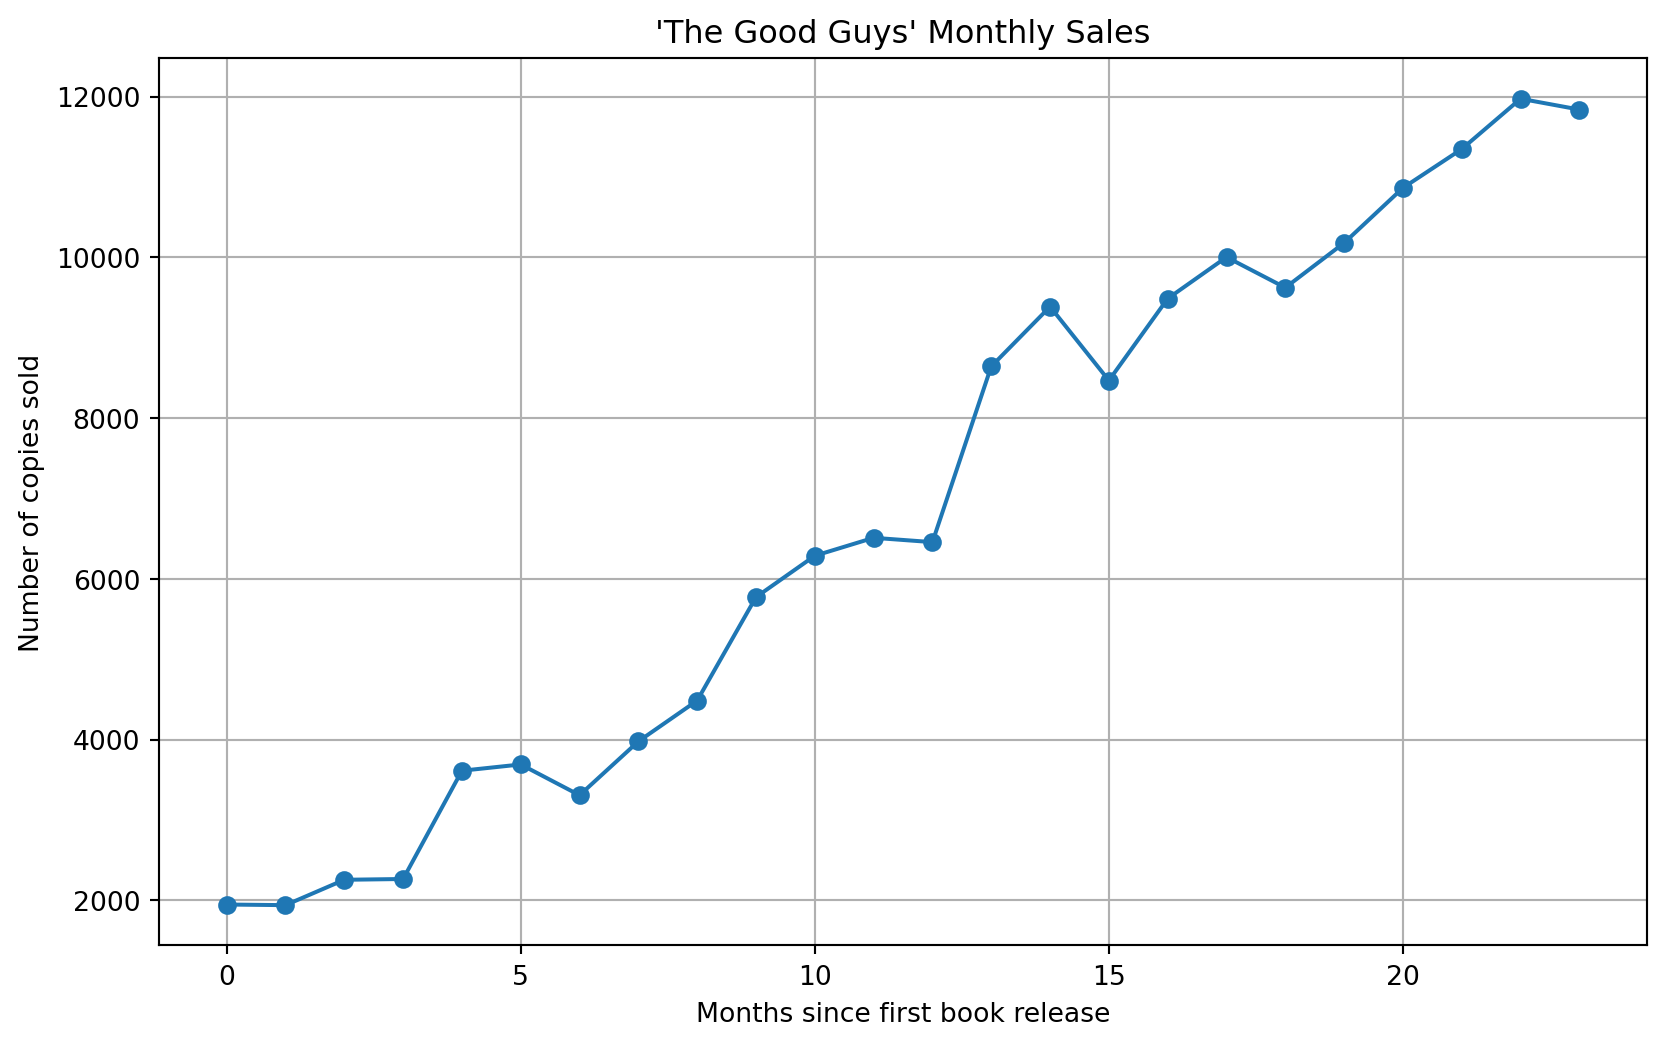 'The Good Guys' Monthly Sales
Number of copies sold
12000
10000
8000
6000
4000
2000
0 5 10 15 20
Months since first book release